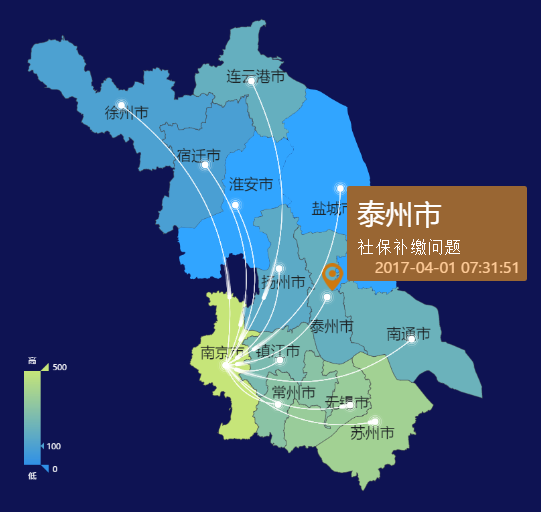 连云港市
徐州市
宿迁市
淮安市
盐城市
泰州市
社保补缴问题
2017-04-01 07:31:51
扬州市
泰州市
南通市
南京市
镇江市
常州市
无锡市
苏州市
高
500
100
0
低